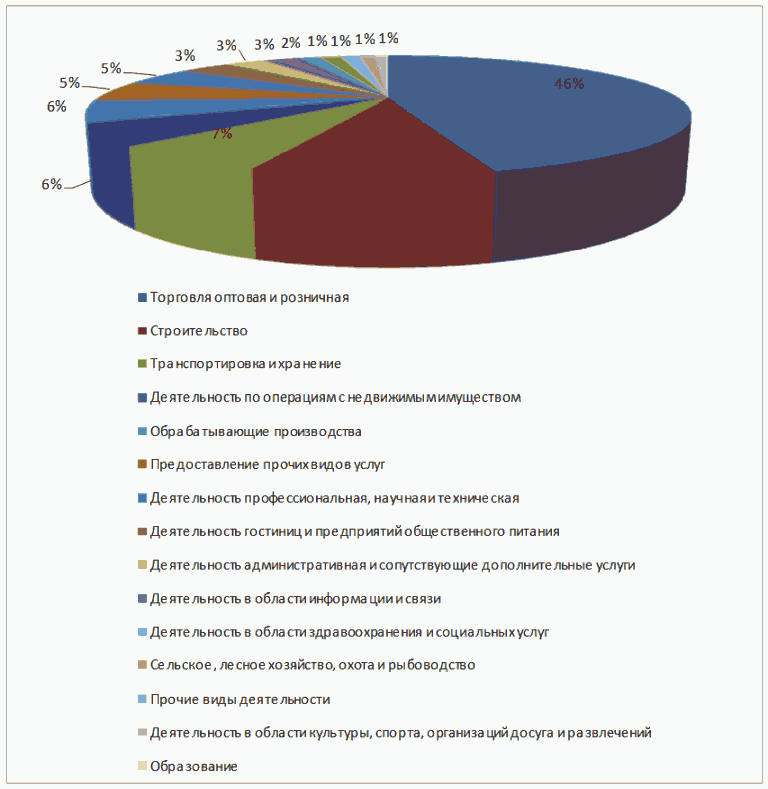 3% 3% 3% 2% 1% 1% 1% 1%
5%
5%
6%
6%
7%
46%
Торговля оптовая и розничная
Строительство
Транспортировка и хранение
Деятельность по операциям с недвижимым имуществом
Обрабатывающие производства
Предоставление прочих видов услуг
Деятельность профессиональная, научная и техническая
Деятельность гостиниц и предприятий общественного питания
Деятельность административная и сопутствующие дополнительные услуги
Деятельность в области информации и связи
Деятельность в области здравоохранения и социальных услуг
Сельское, лесное хозяйство, охота и рыбоводство
Прочие виды деятельности
Деятельность в области культуры, спорта, организаций досуга и развлечений
Образование